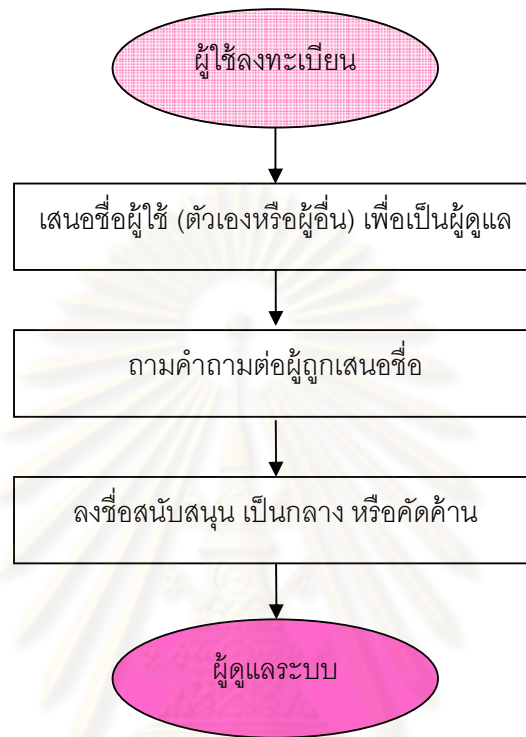 ผู้ใช้ลงทะเบียน
เสนอชื่อผู้ใช้ (ตัวเองหรือผู้อื่น) เพื่อเป็นผู้ดูแล
ถามคำถามต่อผู้ถูกเสนอชื่อ
ลงชื่อสนับสนุน เป็นกลาง หรือคัดค้าน
ผู้ดูแลระบบ